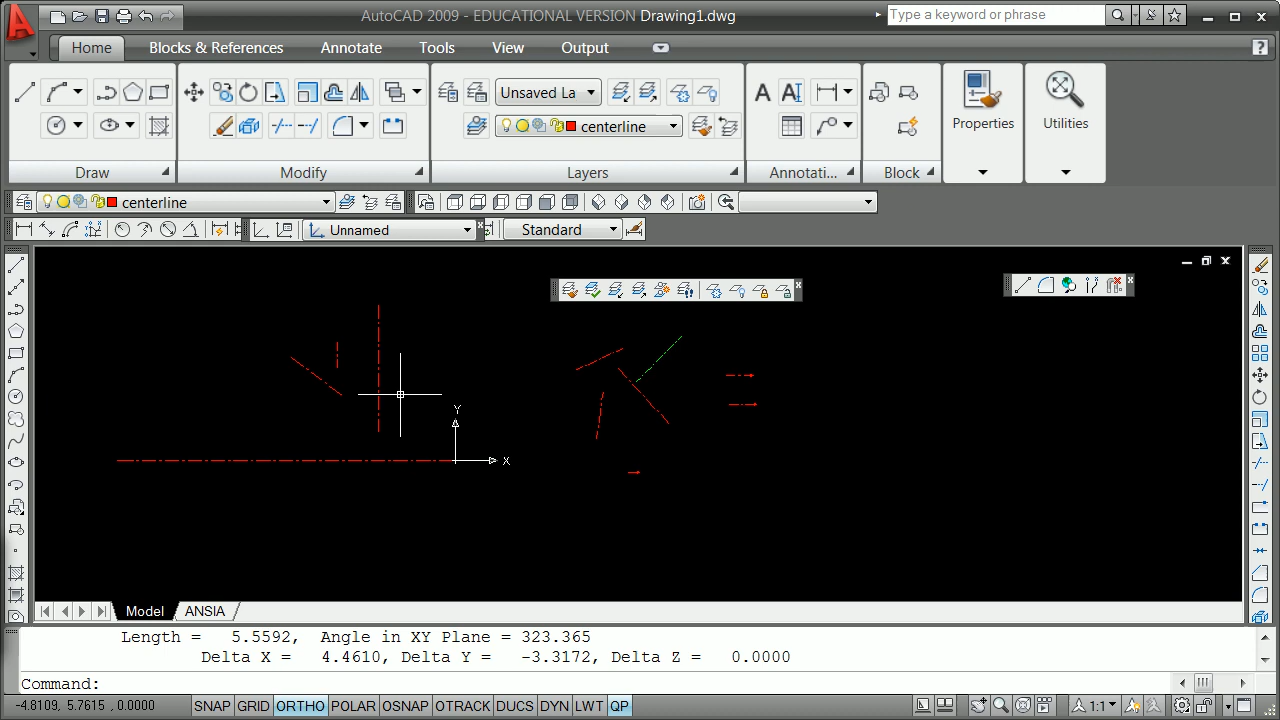 AutoCAD 2009 - EDUCATIONAL VERSION Drawing1.dwg
Type a keyword or phrase
Home Blocks & References Annotate Tools View Output
Unsaved La
centerline
Properties
Utilities
Draw Modify Layers Annotati... Block
centerline
Unnamed
Standard
Y
X
Model ANSIA
Length = 5.5592, Angle in XY Plane = 323.365
Delta X = 4.4610, Delta Y = -3.3172, Delta Z = 0.0000
Command:
-4.8109, 5.7615 , 0.0000 SNAP GRID ORTHO POLAR OSNAP OTRACK DUCS DYN LWT QP 1:1